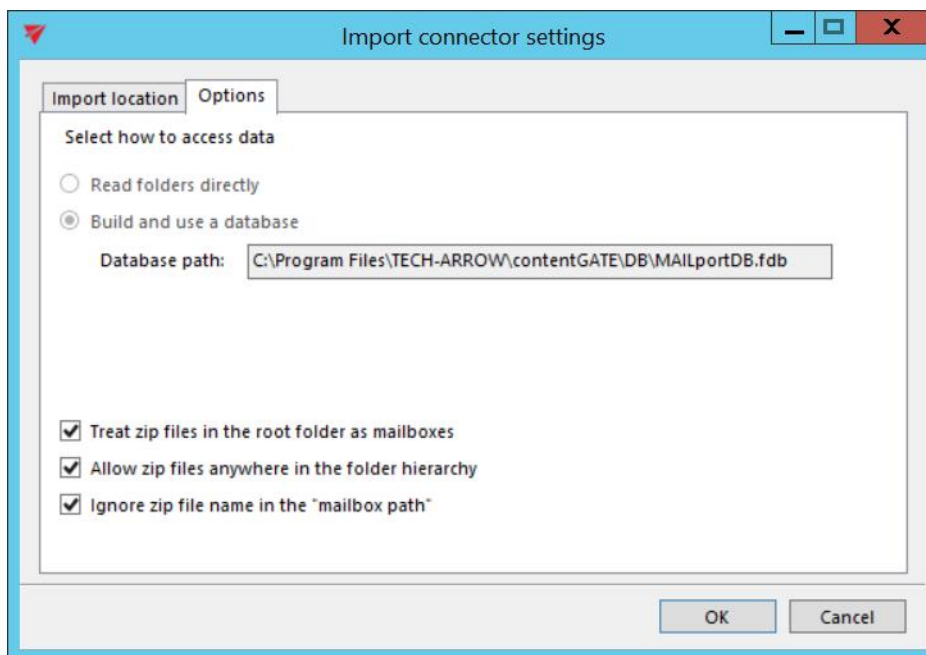 Import connector settings
Import location Options
Select how to access data
Read folders directly
Build and use a database
Database path: C:\Program Files\TECH-ARROW\contentGATE\DB\MAILportDB.fdb
Treat zip files in the root folder as mailboxes
Allow zip files anywhere in the folder hierarchy
Ignore zip file name in the "mailbox path"
OK Cancel